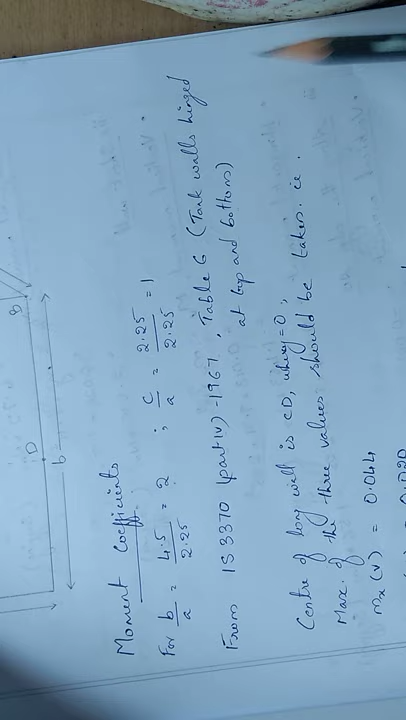 D
B
b
Moment Coefficients
For b/a = 4.5/2.25 = 2 ; c/a = 2.25/2.25 = 1
From IS 3370 (part IV) - 1967, Table 6 (Tank walls hinged
at top and bottom)
Centre of long wall is CD, where y=0,
Max. of the three values should be taken. ie.
mx (v) = 0.044